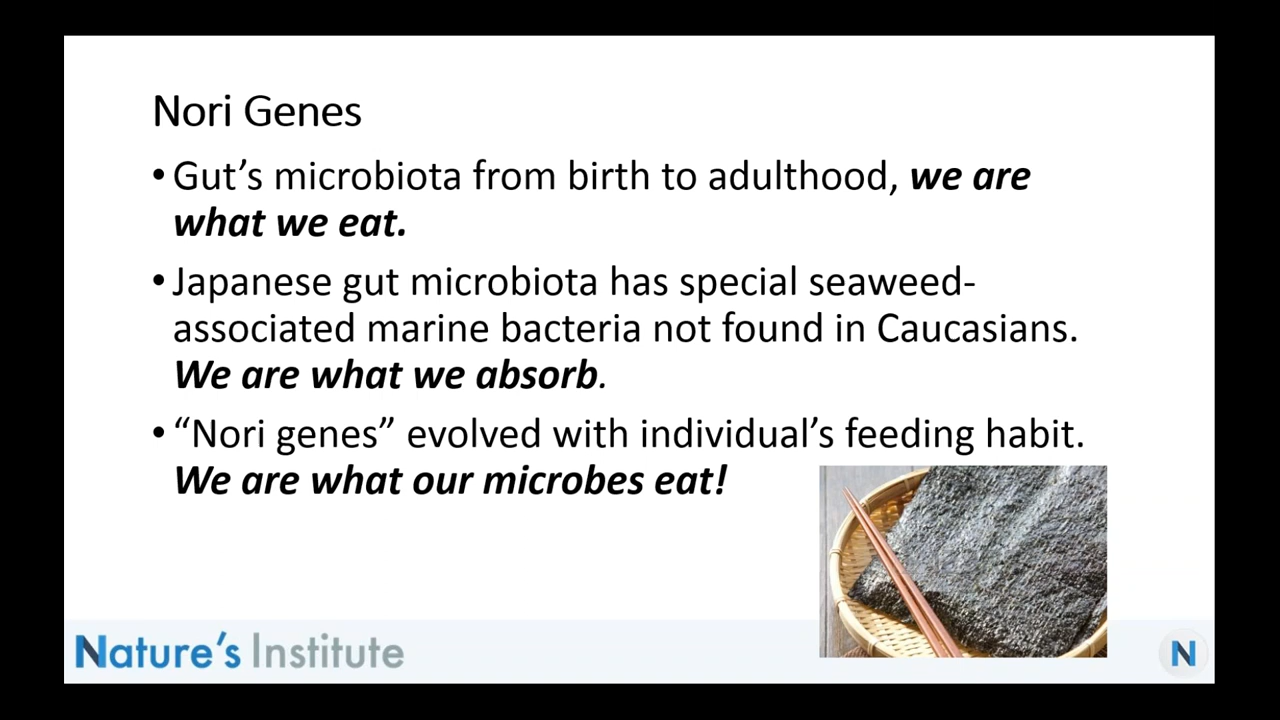 Nori Genes
• Gut’s microbiota from birth to adulthood, we are
what we eat.
• Japanese gut microbiota has special seaweed-
associated marine bacteria not found in Caucasians.
We are what we absorb.
• “Nori genes” evolved with individual’s feeding habit.
We are what our microbes eat!
Nature’s Institute
N